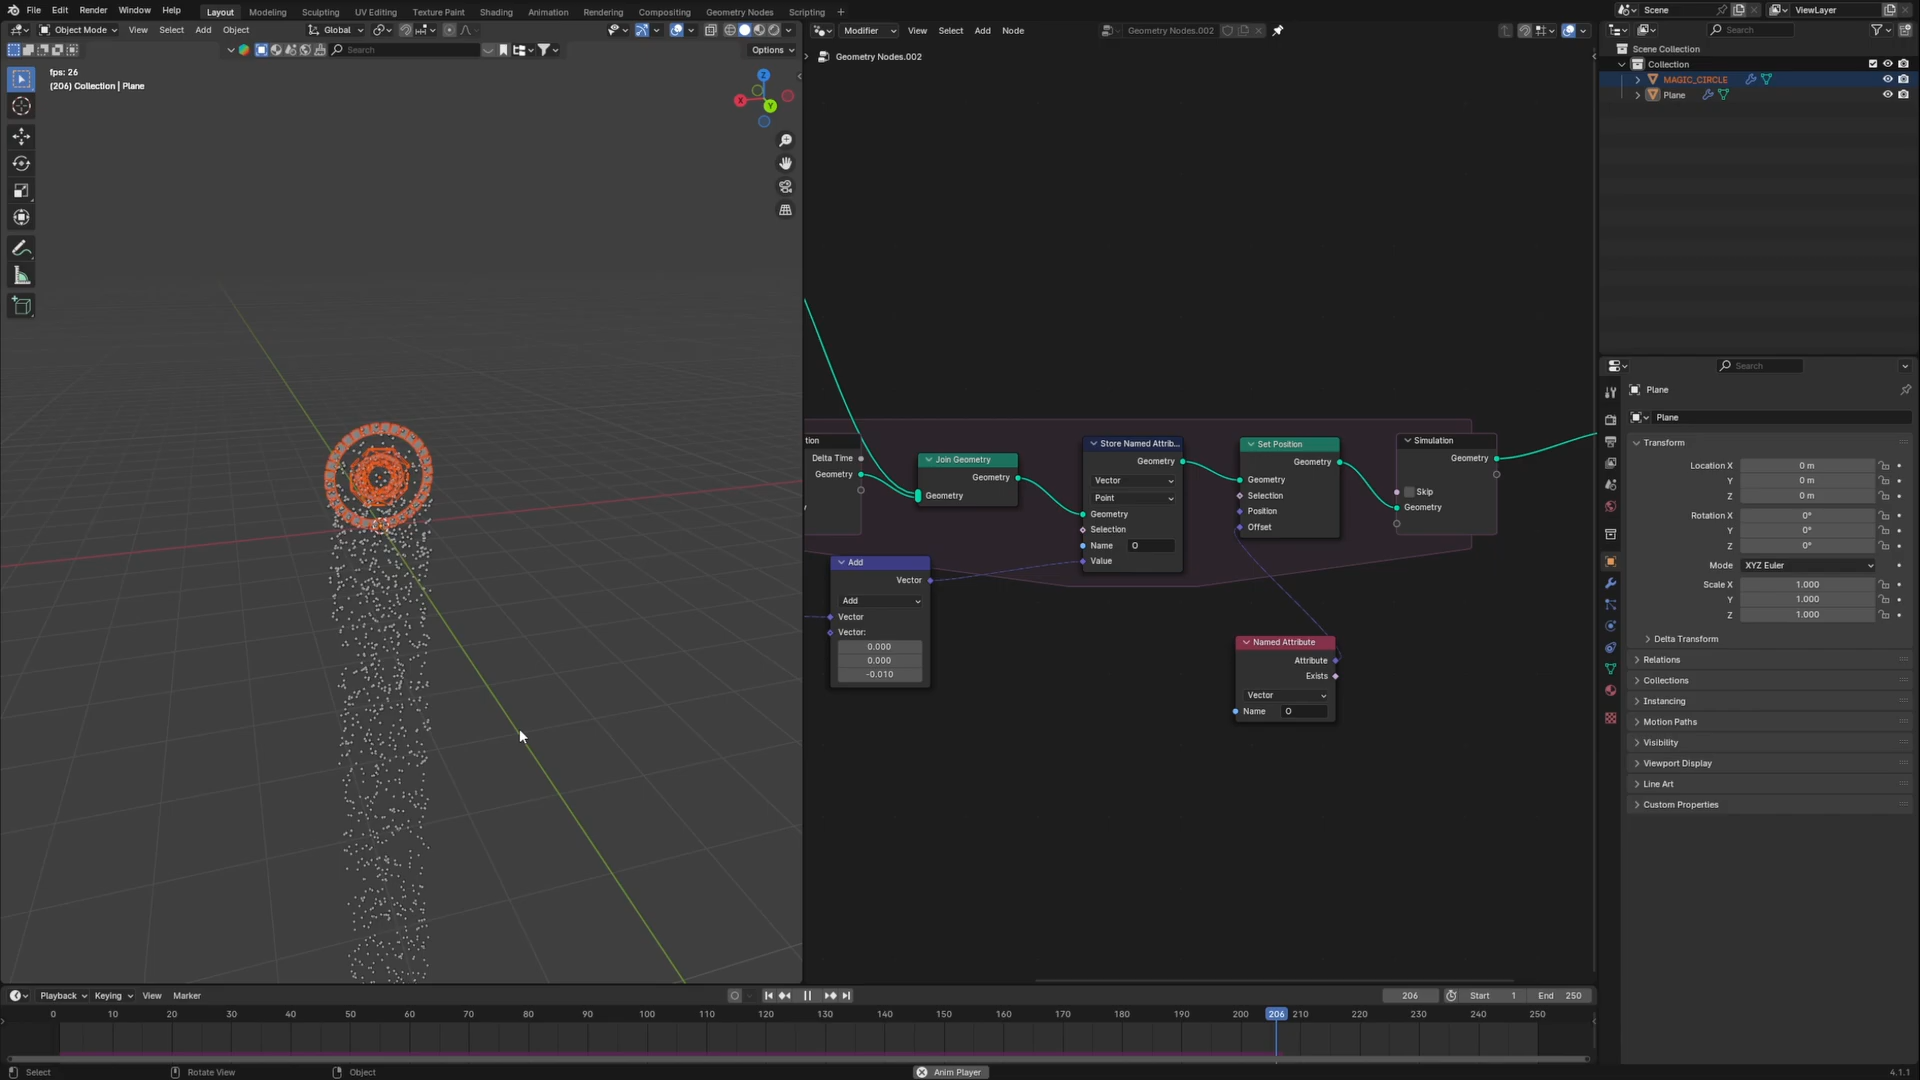 File Edit Render Window Help
Layout Modeling Sculpting UV Editing Texture Paint Shading Animation Rendering Compositing Geometry Nodes Scripting
Scene ViewLayer
Object Mode View Select Add Object Global
Modifier View Select Add Node Geometry Nodes.002
Search
Search Options
Geometry Nodes.002
fps: 26
(206) Collection | Plane
Z
X
Y
Scene Collection
Collection
MAGIC_CIRCLE
Plane
tion
Delta Time
Geometry
Join Geometry
Geometry
Geometry
Store Named Attrib...
Geometry
Vector
Point
Geometry
Selection
Name O
Value
Set Position
Geometry
Geometry
Selection
Position
Offset
Simulation
Geometry
Skip
Geometry
Add
Vector
Add
Vector
Vector:
0.000
0.000
-0.010
Named Attribute
Attribute
Exists
Vector
Name O
Search
Plane
Plane
Transform
Location X 0 m
Y 0 m
Z 0 m
Rotation X 0°
Y 0°
Z 0°
Mode XYZ Euler
Scale X 1.000
Y 1.000
Z 1.000
Delta Transform
Relations
Collections
Instancing
Motion Paths
Visibility
Viewport Display
Line Art
Custom Properties
Playback Keying View Marker 206 Start 1 End 250
0 10 20 30 40 50 60 70 80 90 100 110 120 130 140 150 160 170 180 190 200 206 210 220 230 240 250
Select Rotate View Object Anim Player 4.1.1